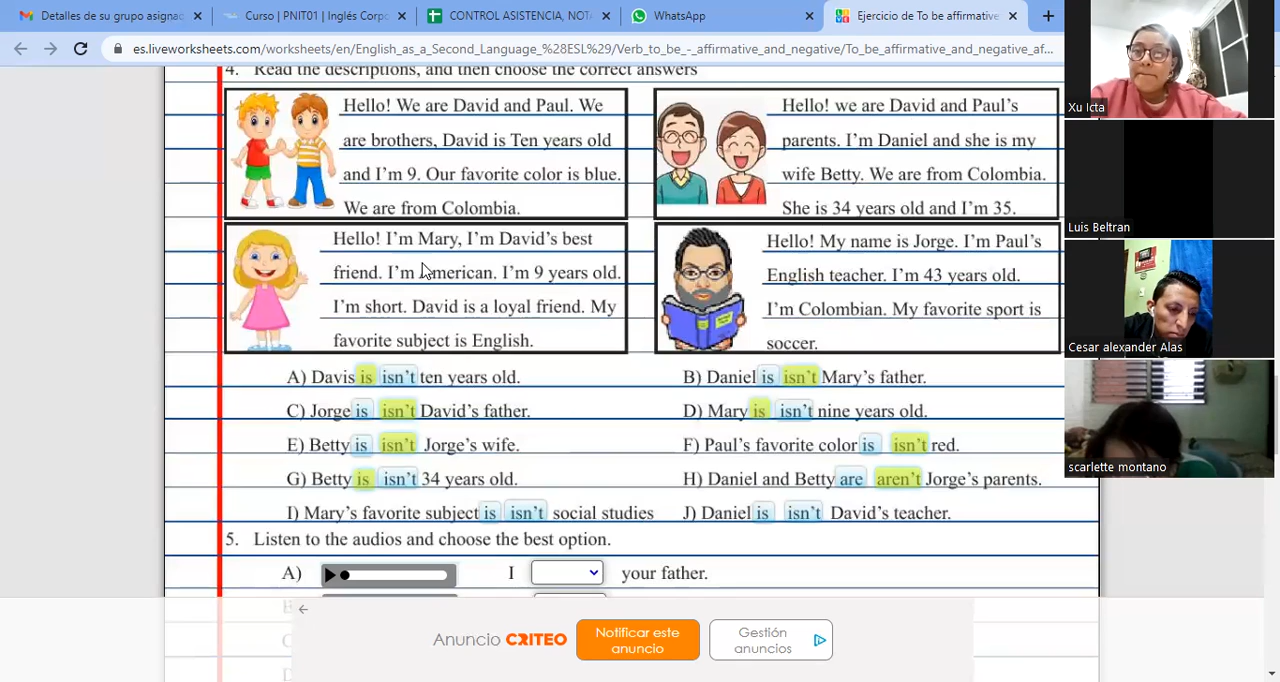 Detalles de su grupo asignad
Curso | PNIT01 | Inglés Corpo
CONTROL ASISTENCIA, NOTA
WhatsApp
Ejercicio de To be affirmative
es.liveworksheets.com/worksheets/en/English_as_a_Second_Language_%28ESL%29/Verb_to_be_-_affirmative_and_negative/To_be_affirmative_and_negative_af...
4. Read the descriptions, and then choose the correct answers
Hello! We are David and Paul. We
are brothers, David is Ten years old
and I'm 9. Our favorite color is blue.
We are from Colombia.
Hello! we are David and Paul's
parents. I'm Daniel and she is my
wife Betty. We are from Colombia.
She is 34 years old and I'm 35.
Hello! I'm Mary, I'm David's best
friend. I'm I'm 9 years old.
I'm short. David is a loyal friend. My
favorite subject is English.
Hello! My name is Jorge. I'm Paul's
English teacher. I'm 43 years old.
I'm Colombian. My favorite sport is
soccer.
A) Davis is isn't ten years old.
B) Daniel is isn't Mary's father.
C) Jorge is isn't David's father.
D) Mary is isn't nine years old.
E) Betty is isn't Jorge's wife.
F) Paul's favorite color is isn't red.
G) Betty is isn't 34 years old.
H) Daniel and Betty are aren't Jorge's parents.
I) Mary's favorite subject is isn't social studies
J) Daniel is isn't David's teacher.
5. Listen to the audios and choose the best option.
A) I your father.
Anuncio CRITEO
Notificar este
anuncio
Gestión
anuncios
Xu Icta
Luis Beltran
Cesar alexander Alas
scarlette montano